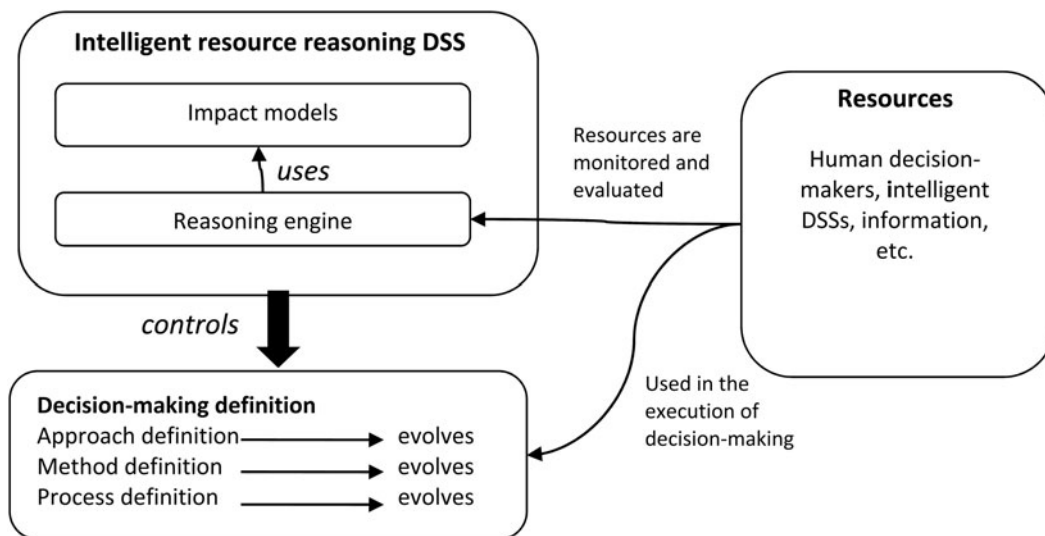 Intelligent resource reasoning DSS
Impact models
uses
Reasoning engine
controls
Resources are
monitored and
evaluated
Resources
Human decision-
makers, intelligent
DSSs, information,
etc.
Used in the
execution of
decision-making
Decision-making definition
Approach definition evolves
Method definition evolves
Process definition evolves